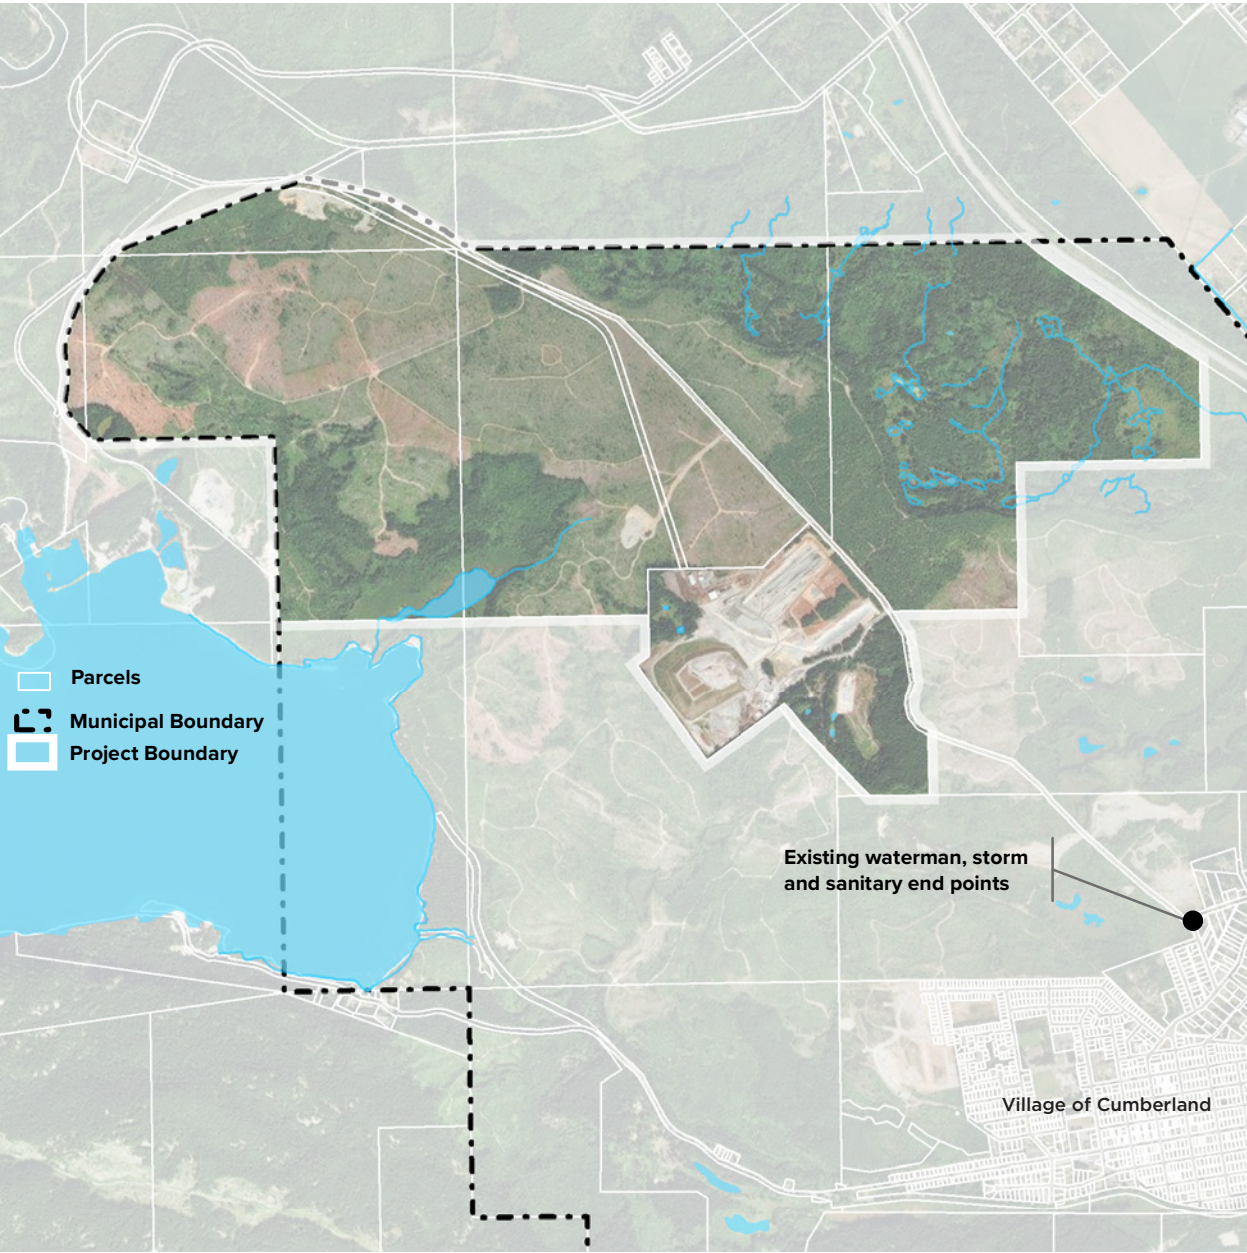 Parcels
Municipal Boundary
Project Boundary
Existing waterman, storm
and sanitary end points
Village of Cumberland